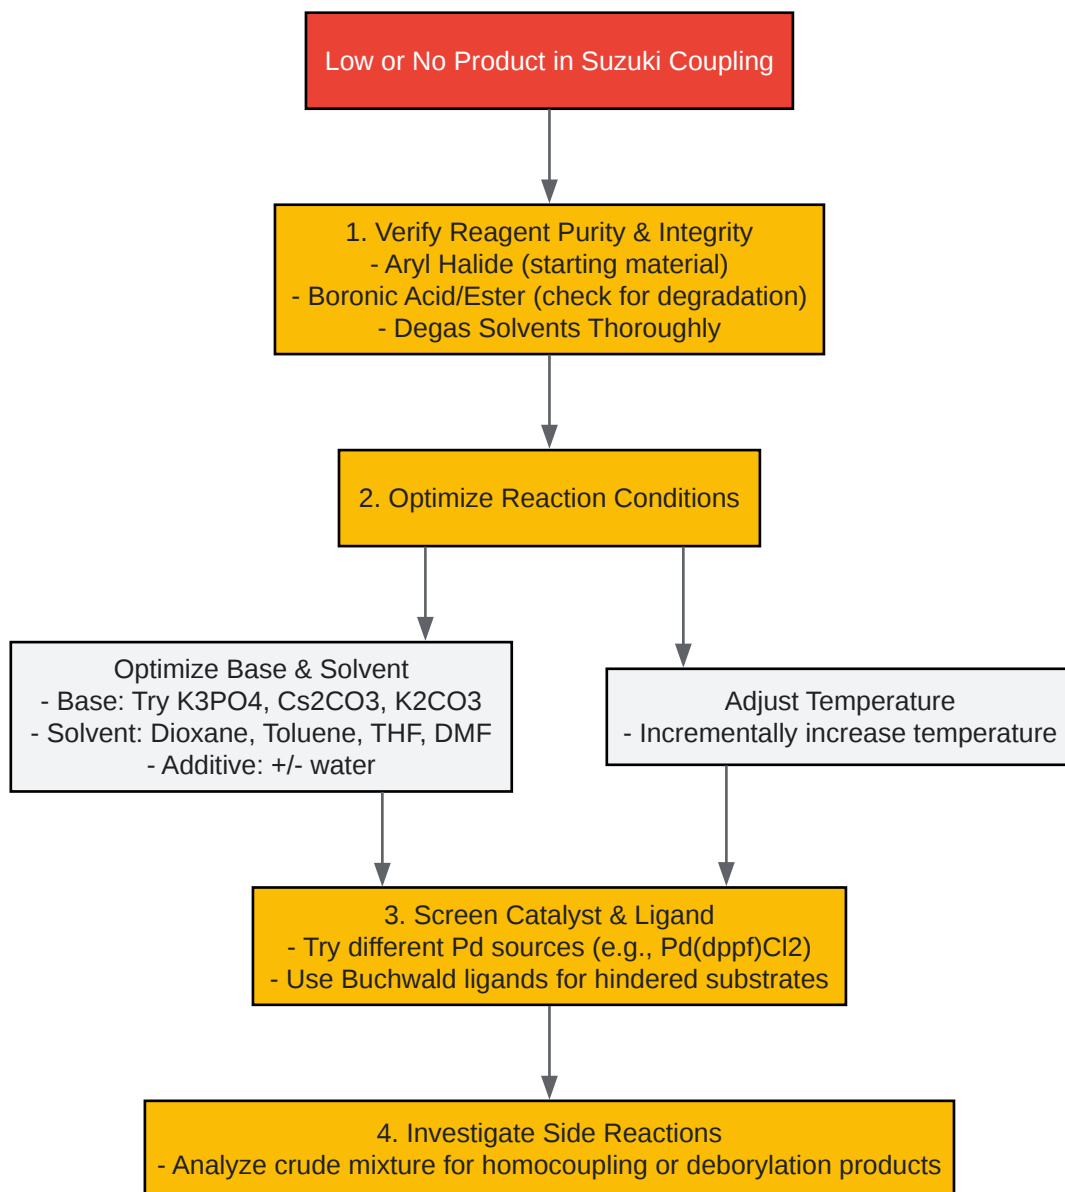 Low or No Product in Suzuki Coupling
1. Verify Reagent Purity & Integrity
- Aryl Halide (starting material)
- Boronic Acid/Ester (check for degradation)
- Degas Solvents Thoroughly
2. Optimize Reaction Conditions
Optimize Base & Solvent
- Base: Try K3PO4, Cs2CO3, K2CO3
- Solvent: Dioxane, Toluene, THF, DMF
- Additive: +/- water
Adjust Temperature
- Incrementally increase temperature
3. Screen Catalyst & Ligand
- Try different Pd sources (e.g., Pd(dppf)Cl2)
- Use Buchwald ligands for hindered substrates
4. Investigate Side Reactions
- Analyze crude mixture for homocoupling or deborylation products